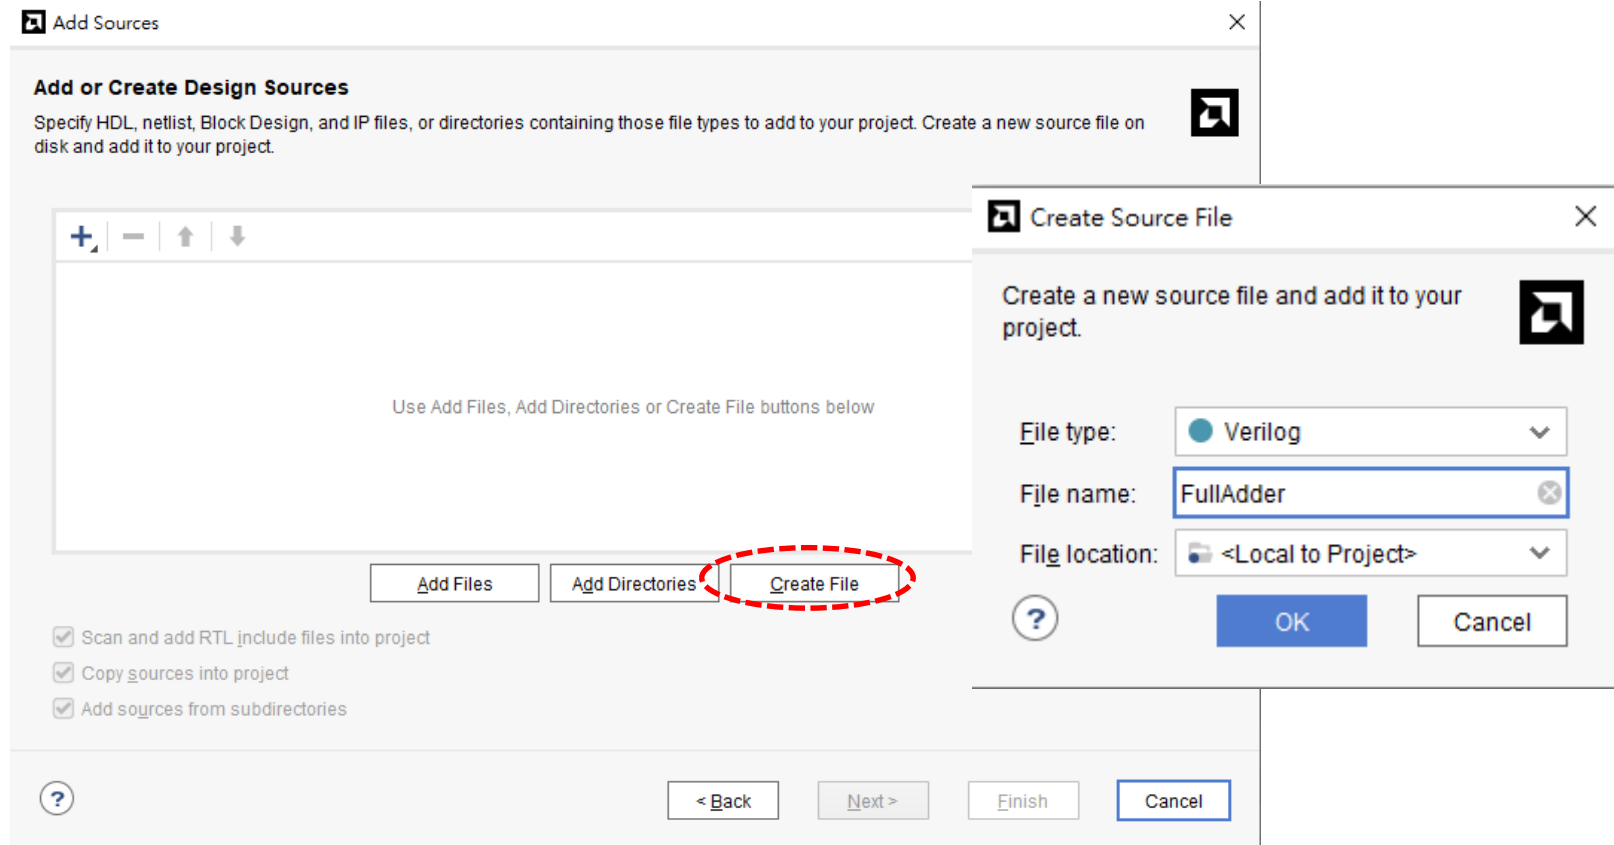 Add Sources
Add or Create Design Sources
Specify HDL, netlist, Block Design, and IP files, or directories containing those file types to add to your project. Create a new source file on
disk and add it to your project.
Use Add Files, Add Directories or Create File buttons below
Add Files
Add Directories
Create File
Scan and add RTL include files into project
Copy sources into project
Add sources from subdirectories
?
< Back
Next >
Finish
Cancel
Create Source File
Create a new source file and add it to your
project.
File type:
Verilog
File name:
FullAdder
File location:
<Local to Project>
?
OK
Cancel